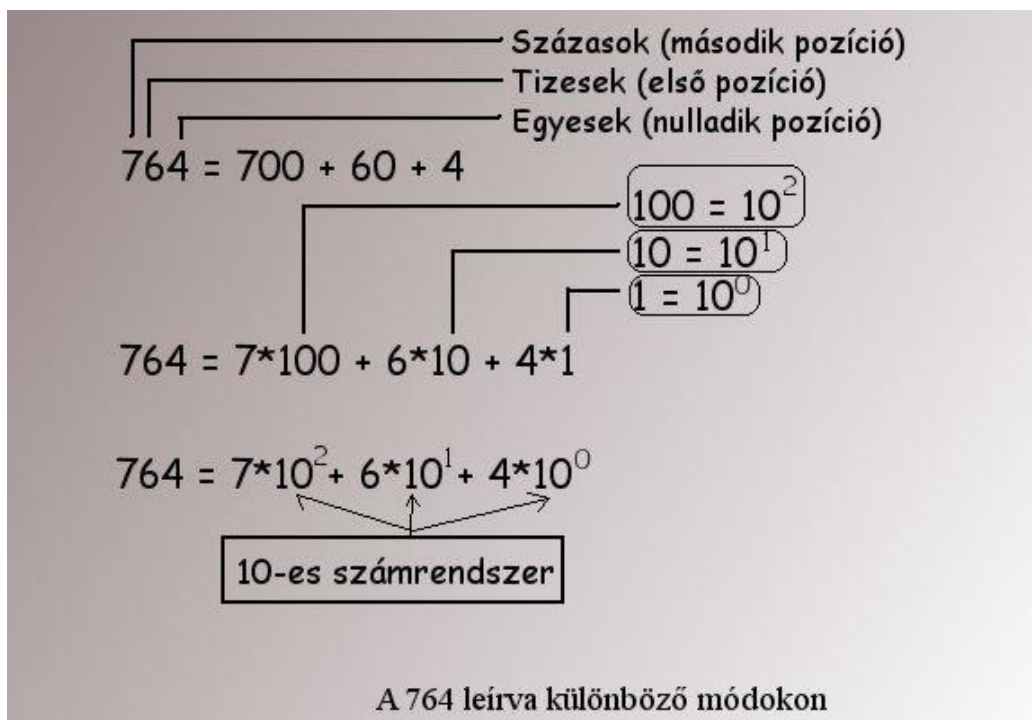 Százasok (második pozíció)
Tizesek (első pozíció)
Egyesek (nulladik pozíció)
764 = 700 + 60 + 4
100 = 10²
10 = 10¹
1 = 10⁰
764 = 7*100 + 6*10 + 4*1
764 = 7*10²+ 6*10¹+ 4*10⁰
10-es számrendszer
A 764 leírva különböző módokon